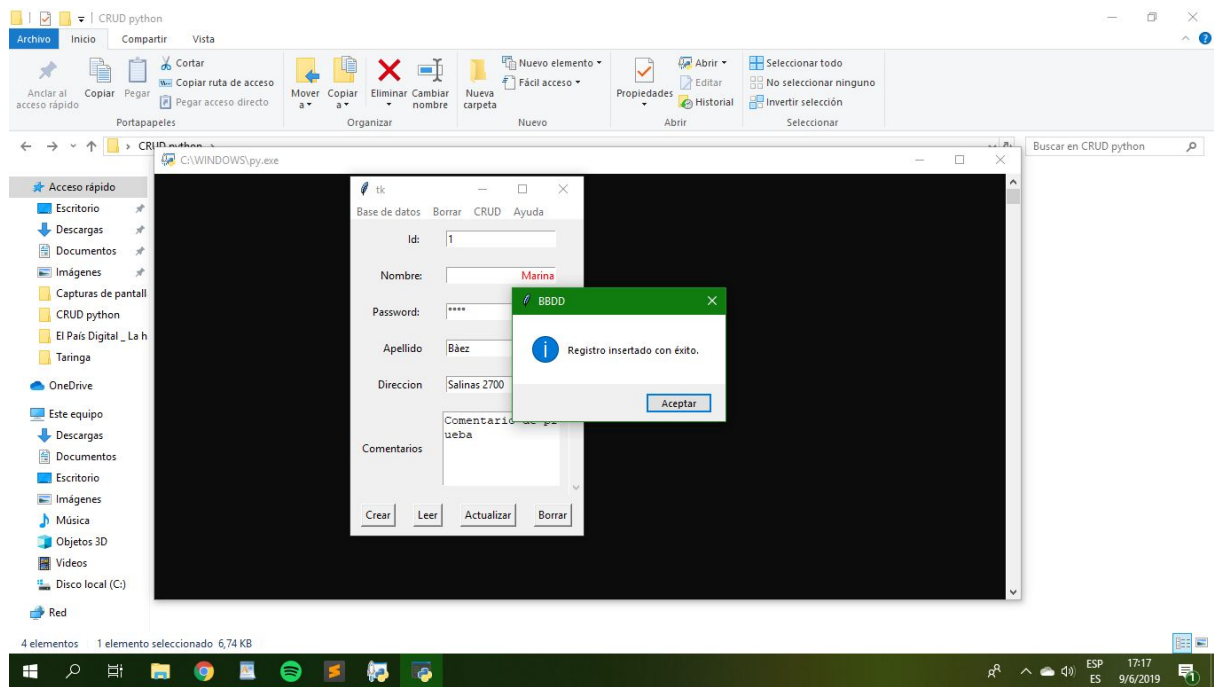 CRUD python
Archivo Inicio Compartir Vista
Anclar al acceso rápido
Copiar
Pegar
Cortar
Copiar ruta de acceso
Pegar acceso directo
Portapapeles
Mover a
Copiar a
Eliminar
Cambiar nombre
Organizar
Nueva carpeta
Nuevo elemento
Fácil acceso
Nuevo
Propiedades
Abrir
Editar
Historial
Abrir
Seleccionar todo
No seleccionar ninguno
Invertir selección
Seleccionar
Buscar en CRUD python
C:\WINDOWS\py.exe
Acceso rápido
Escritorio
Descargas
Documentos
Imágenes
Capturas de pantall
CRUD python
El País Digital _ La h
Taringa
OneDrive
Este equipo
Descargas
Documentos
Escritorio
Imágenes
Música
Objetos 3D
Videos
Disco local (C:)
Red
tk
Base de datos Borrar CRUD Ayuda
Id: 1
Nombre: Marina
Password: ****
Apellido Bàez
Direccion Salinas 2700
Comentarios
Comentario de pr
ueba
Crear Leer Actualizar Borrar
BBDD
Registro insertado con éxito.
Aceptar
4 elementos 1 elemento seleccionado 6,74 KB
ESP 17:17
ES 9/6/2019